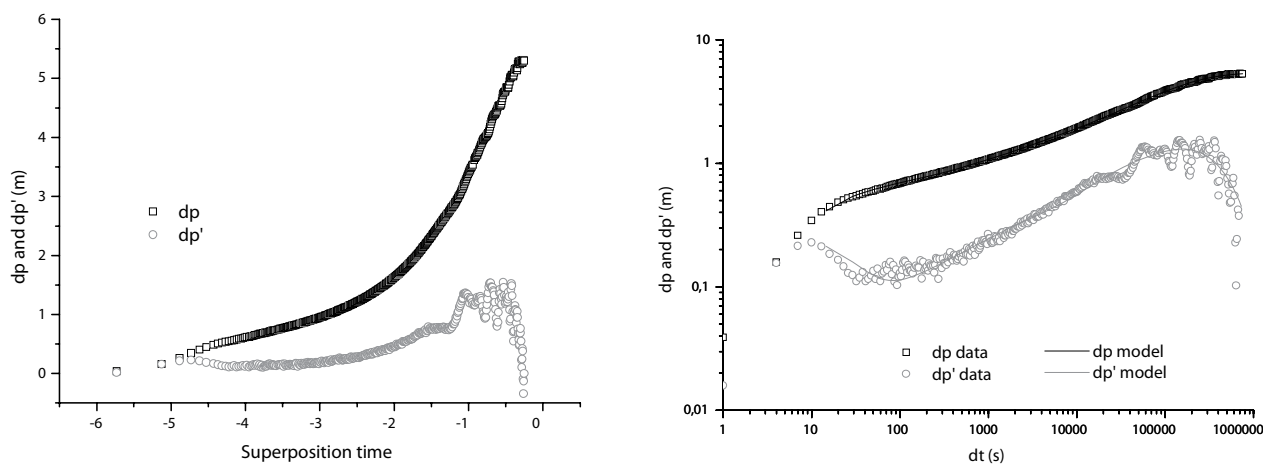 6
5
4
3
2
1
0
dp and dp' (m)
dp
dp'
-6
-5
-4
-3
-2
-1
0
Superposition time
10
1
0,1
0,01
dp and dp' (m)
dp data
dp' data
dp model
dp' model
1
10
100
1000
10000
100000
1000000
dt (s)